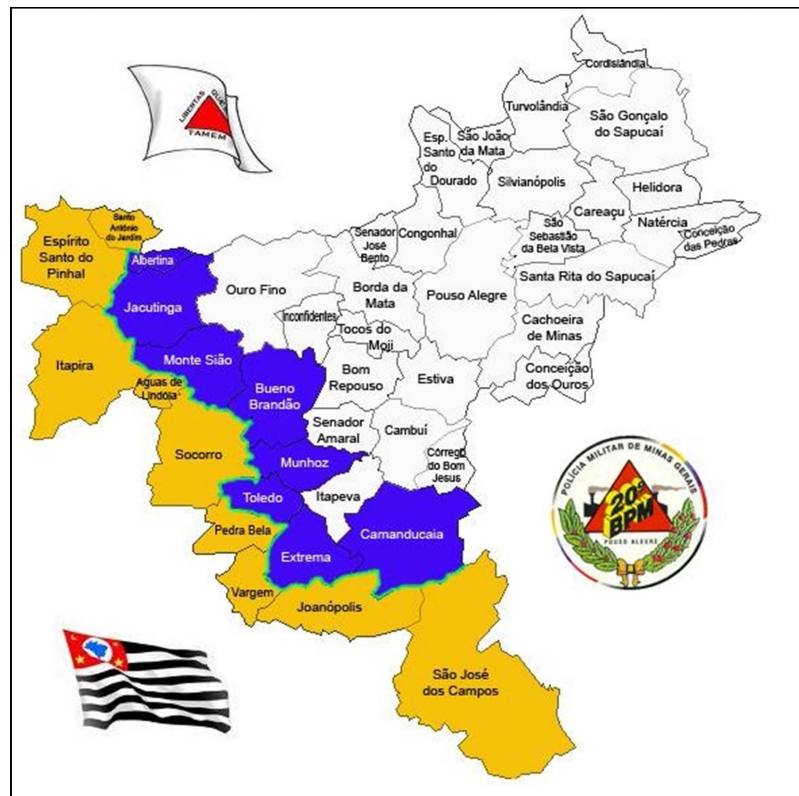 LIBERTAS QUÆ
TAMEM
Cordislândia
Turvolândia
São Gonçalo
do Sapucaí
Esp.
Santo
do
Dourado
São João
da Mata
Silvianópolis
Helidora
Careaçu
Natércia
Conceição
das Pedras
São
Sebastião
da Bela Vista
Senador
José
Bento
Congonhal
Santa Rita do Sapucaí
Santo
Antônio
do Jardim
Espírito
Santo do
Pinhal
Albertina
Jacutinga
Ouro Fino
Borda da
Mata
Pouso Alegre
Inconfidentes
Tocos do
Moji
Cachoeira
de Minas
Itapira
Monte Sião
Aguas de
Lindóia
Bueno
Brandão
Bom
Repouso
Estiva
Conceição
dos Ouros
Senador
Amaral
Cambuí
Socorro
Munhoz
Córrego
do Bom
Jesus
Toledo
Itapeva
Pedra Bela
Extrema
Camanducaia
Vargem
Joanópolis
São José
dos Campos
POLÍCIA MILITAR DE MINAS GERAIS
20º
BPM
POUSO ALEGRE